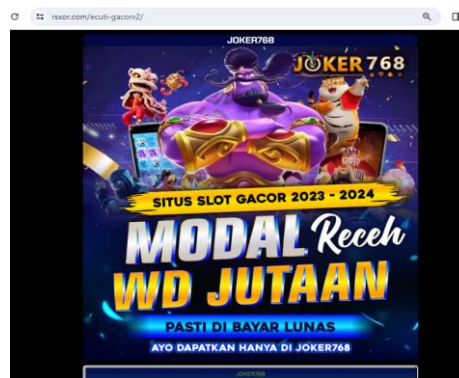 rsxor.com/ecuti-gacorv2/
JOKER768
JOKER768
SITUS SLOT GACOR 2023 - 2024
MODAL Receh
WD JUTAAN
PASTI DI BAYAR LUNAS
AYO DAPATKAN HANYA DI JOKER768
JOKER768